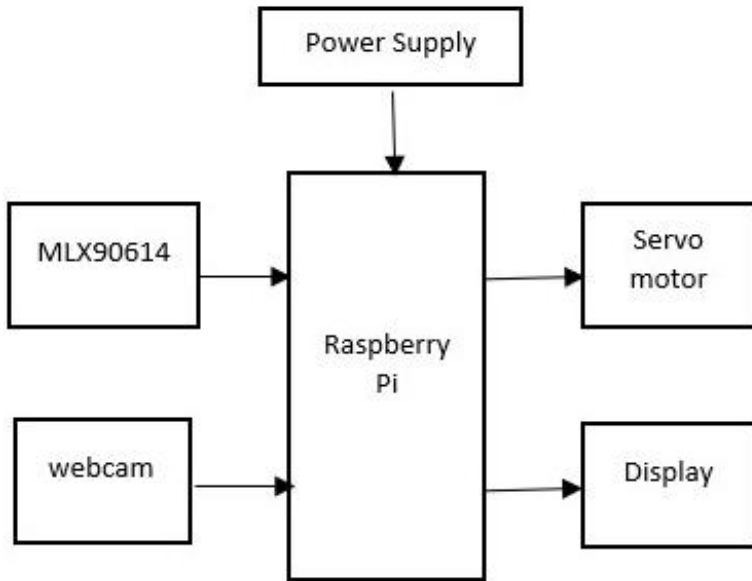 Power Supply
MLX90614
Servo
motor
Raspberry
Pi
webcam
Display